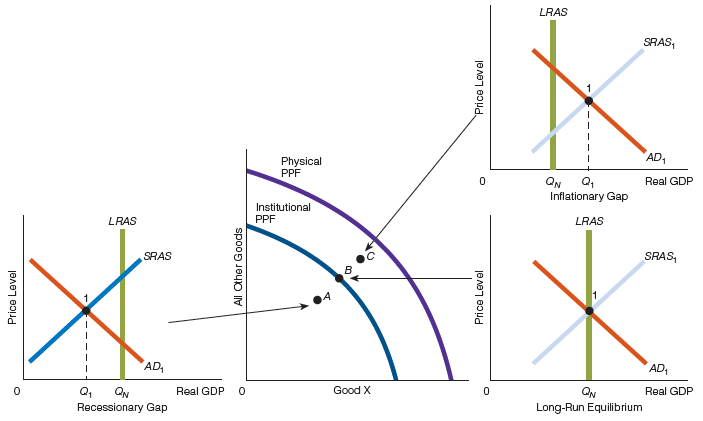 LRAS
SRAS1
Price Level
1
AD1
0
QN
Q1
Real GDP
Inflationary Gap
Physical
PPF
Institutional
PPF
All Other Goods
C
B
A
0
Good X
LRAS
SRAS
Price Level
1
AD1
0
Q1
QN
Real GDP
Recessionary Gap
LRAS
SRAS1
Price Level
1
AD1
0
QN
Real GDP
Long-Run Equilibrium